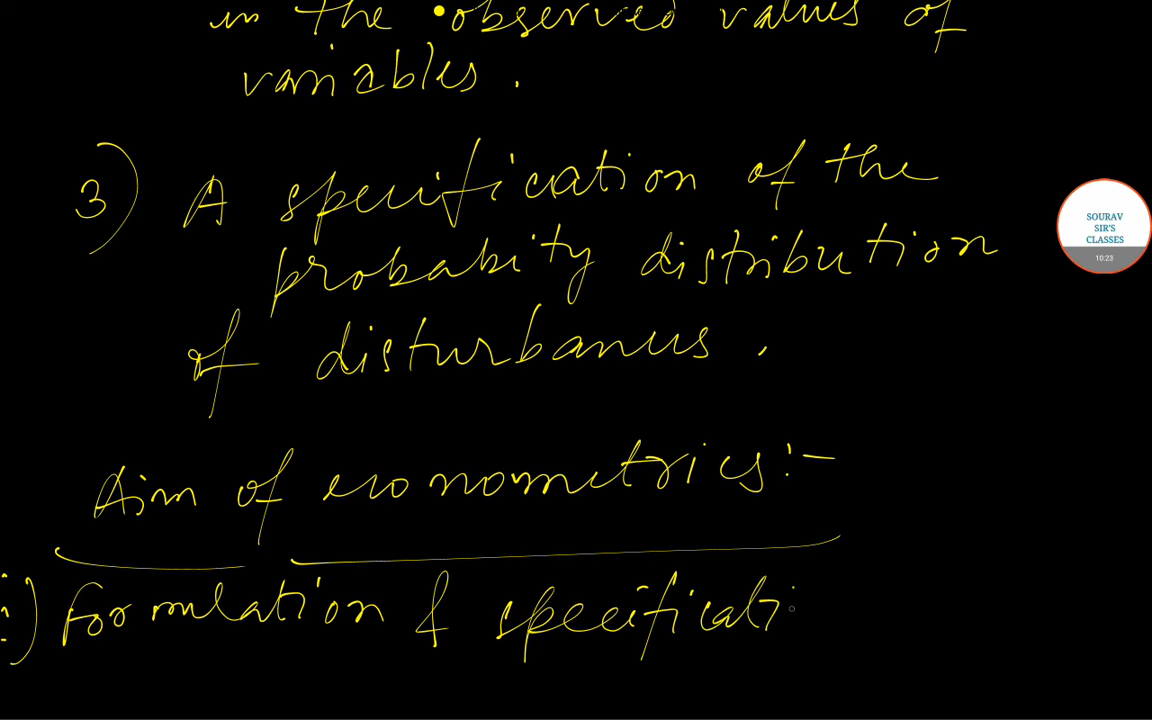 in the observed values of
variables.
3) A specification of the
probabity distribution
of disturbances.
Aim of econometrics:-
i) Formulation & specificati
SOURAV
SIR'S
CLASSES
10:23